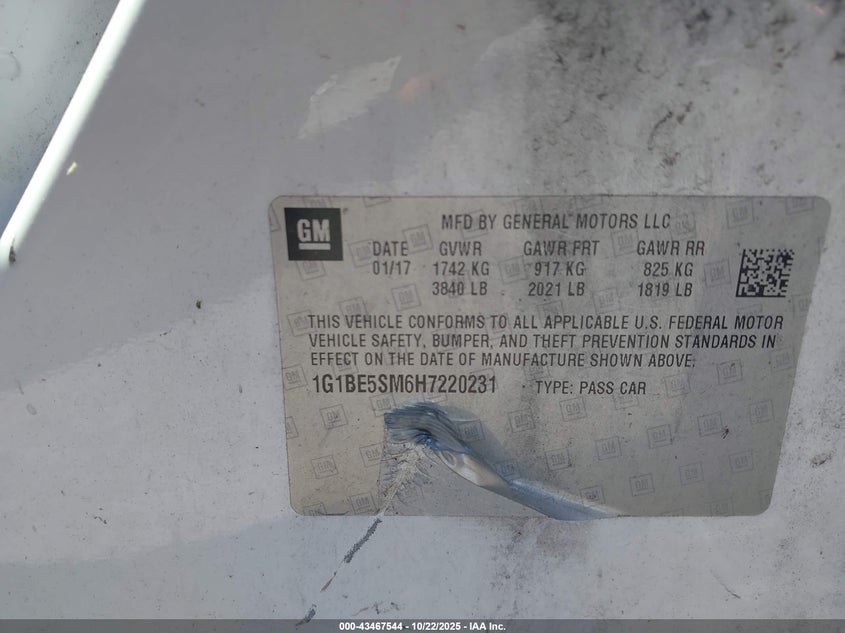 GM
MFD BY GENERAL MOTORS LLC
DATE GVWR GAWR FRT GAWR RR
01/17 1742 KG 917 KG 825 KG
3840 LB 2021 LB 1819 LB
THIS VEHICLE CONFORMS TO ALL APPLICABLE U.S. FEDERAL MOTOR
VEHICLE SAFETY, BUMPER, AND THEFT PREVENTION STANDARDS IN
EFFECT ON THE DATE OF MANUFACTURE SHOWN ABOVE.
1G1BE5SM6H7220231 TYPE: PASS CAR
000-43467544 - 10/22/2025 - IAA Inc.